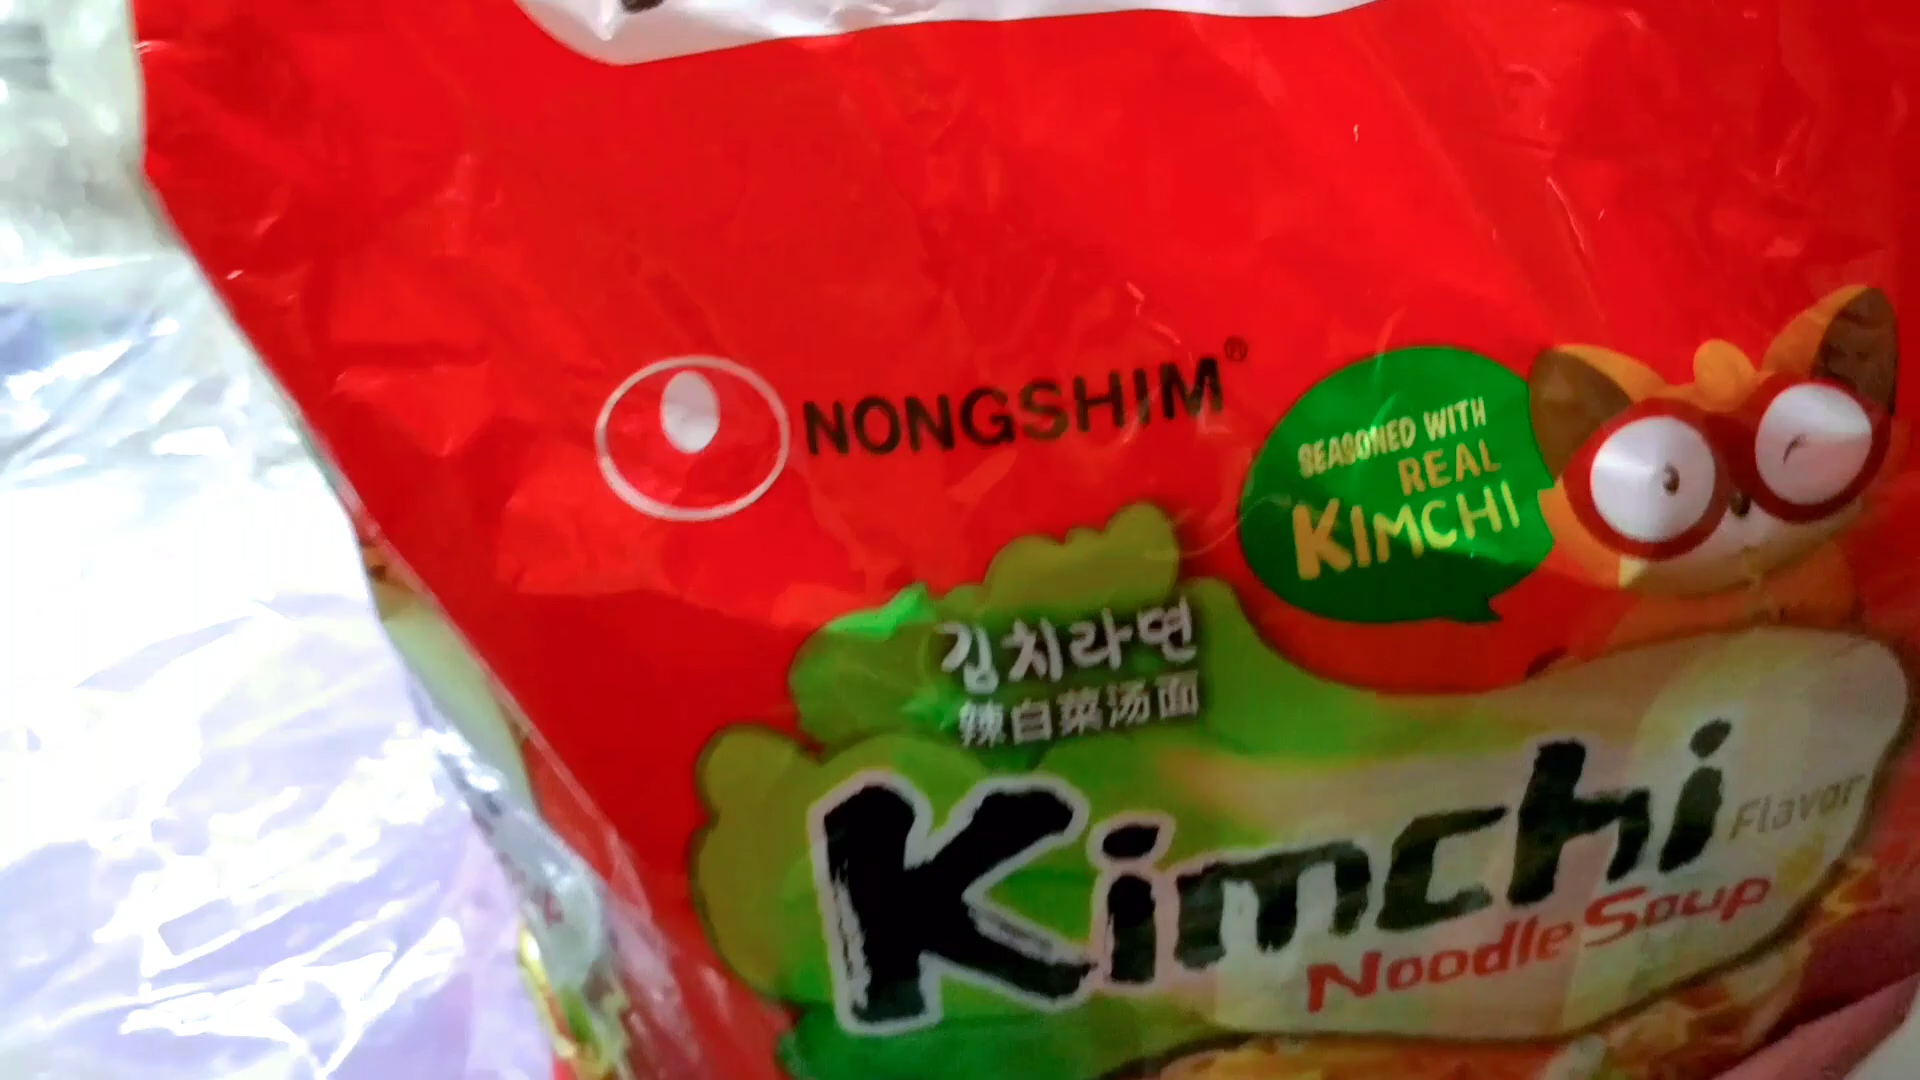 NONGSHIM®
SEASONED WITH
REAL
KIMCHI
김치라면
辣白菜汤面
Kimchi Flavor
Noodle Soup